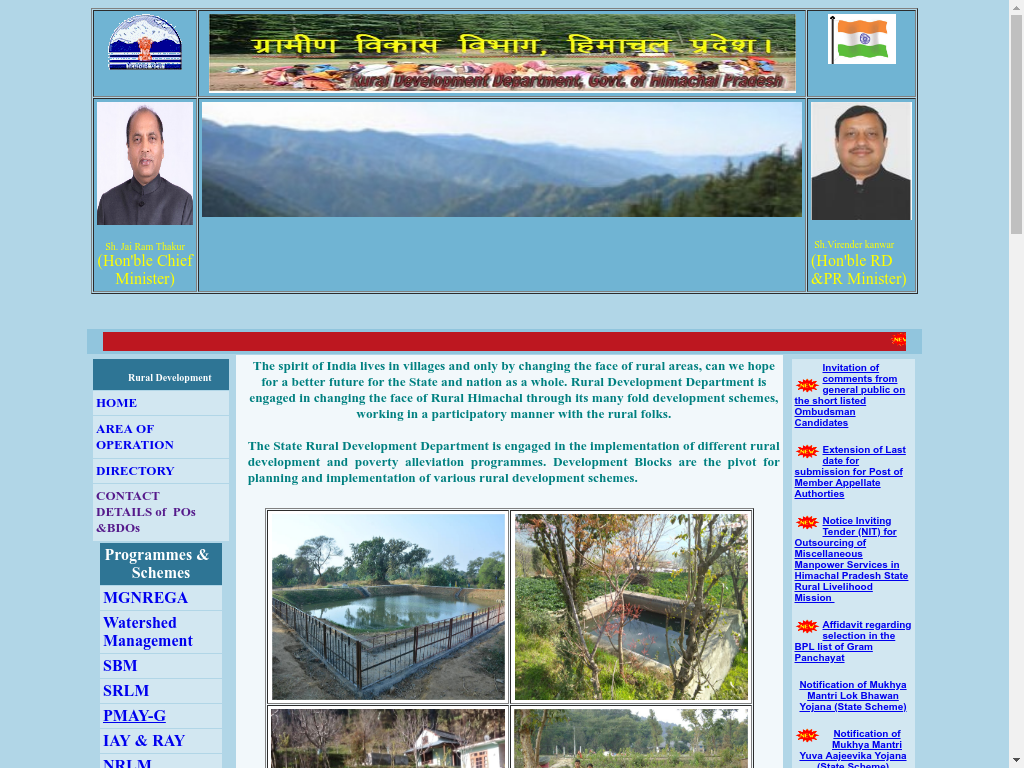 ग्रामीण विकास विभाग, हिमाचल प्रदेश।
Rural Development Department, Govt. of Himachal Pradesh
Sh. Jai Ram Thakur
(Hon'ble Chief
Minister)
Sh.Virender kanwar
(Hon'ble RD
&PR Minister)
NEW
Rural Development
HOME
AREA OF
OPERATION
DIRECTORY
CONTACT
DETAILS of POs
&BDOs
Programmes &
Schemes
MGNREGA
Watershed
Management
SBM
SRLM
PMAY-G
IAY & RAY
NRLM
The spirit of India lives in villages and only by changing the face of rural areas, can we hope
for a better future for the State and nation as a whole. Rural Development Department is
engaged in changing the face of Rural Himachal through its many fold development schemes,
working in a participatory manner with the rural folks.
The State Rural Development Department is engaged in the implementation of different rural
development and poverty alleviation programmes. Development Blocks are the pivot for
planning and implementation of various rural development schemes.
Invitation of
comments from
NEW general public on
the short listed
Ombudsman
Candidates
NEW Extension of Last
date for
submission for Post of
Member Appellate
Authorties
NEW Notice Inviting
Tender (NIT) for
Outsourcing of
Miscellaneous
Manpower Services in
Himachal Pradesh State
Rural Livelihood
Mission
NEW Affidavit regarding
selection in the
BPL list of Gram
Panchayat
Notification of Mukhya
Mantri Lok Bhawan
Yojana (State Scheme)
NEW Notification of
Mukhya Mantri
Yuva Aajeevika Yojana
(State Scheme)